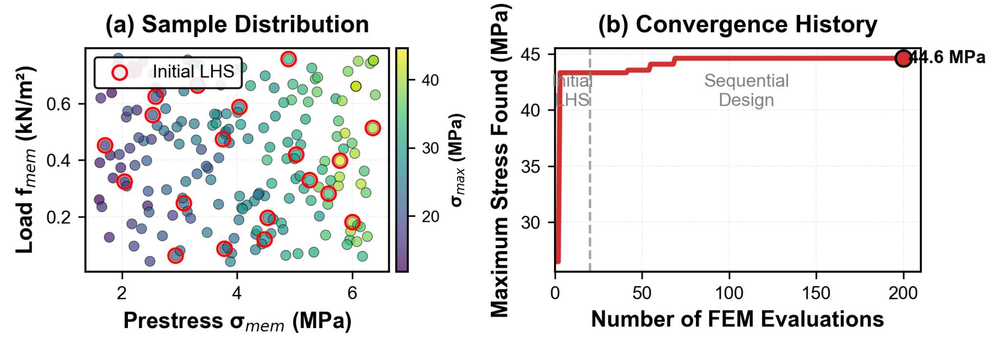 (a) Sample Distribution
Initial LHS
0.6
0.4
0.2
2
4
6
Load f_mem (kN/m²)
Prestress σ_mem (MPa)
40
30
20
σ_max (MPa)
(b) Convergence History
Maximum Stress Found (MPa)
45
40
35
30
Initial
LHS
Sequential
Design
44.6 MPa
0
50
100
150
200
Number of FEM Evaluations